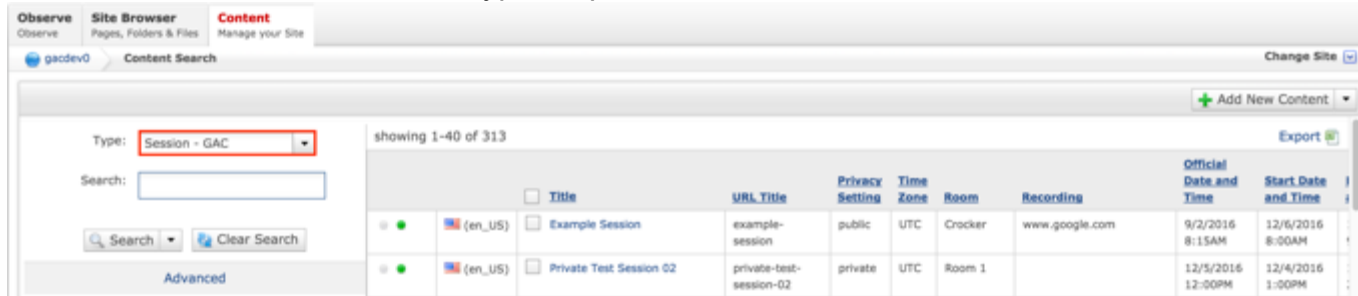 Observe Site Browser Content
Observe Pages, Folders & Files Manage your Site
gacdev0 Content Search Change Site
Add New Content
Type: Session - GAC
Search:
Search Clear Search
Advanced
showing 1-40 of 313 Export
Title URL Title Privacy Setting Time Zone Room Recording Official Date and Time Start Date and Time
(en_US) Example Session example-session public UTC Crocker www.google.com 9/2/2016 8:15AM 12/6/2016 8:00AM
(en_US) Private Test Session 02 private-test-session-02 private UTC Room 1 12/5/2016 12:00PM 12/4/2016 1:00PM